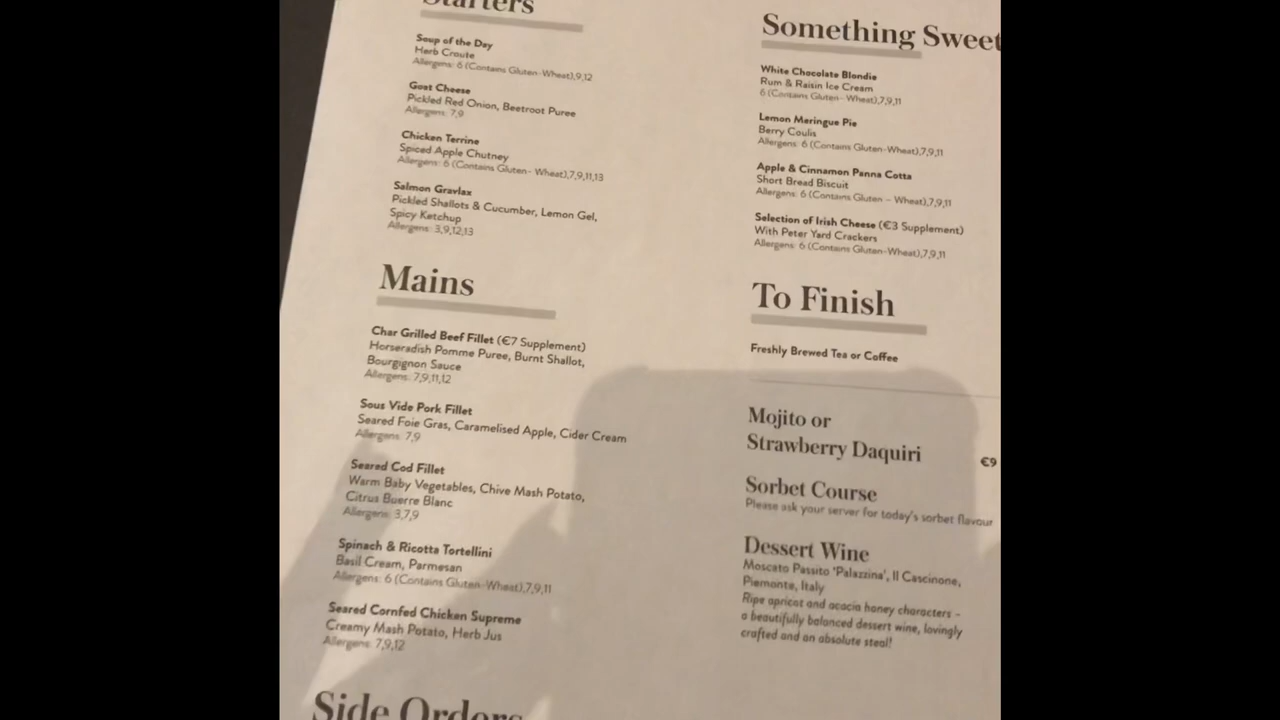 Starters
Soup of the Day
Herb Croute
Allergens: 6 (Contains Gluten-Wheat),9,12
Goat Cheese
Pickled Red Onion, Beetroot Puree
Allergens: 7,9
Chicken Terrine
Spiced Apple Chutney
Allergens: 6 (Contains Gluten- Wheat),7,9,11,13
Salmon Gravlax
Pickled Shallots & Cucumber, Lemon Gel,
Spicy Ketchup
Allergens: 3,9,12,13
Mains
Char Grilled Beef Fillet (€7 Supplement)
Horseradish Pomme Puree, Burnt Shallot,
Bourgignon Sauce
Allergens: 7,9,11,12
Sous Vide Pork Fillet
Seared Foie Gras, Caramelised Apple, Cider Cream
Allergens: 7,9
Seared Cod Fillet
Warm Baby Vegetables, Chive Mash Potato,
Citrus Buerre Blanc
Allergens: 3,7,9
Spinach & Ricotta Tortellini
Basil Cream, Parmesan
Allergens: 6 (Contains Gluten-Wheat),7,9,11
Seared Cornfed Chicken Supreme
Creamy Mash Potato, Herb Jus
Allergens: 7,9,12
Side Orders
Something Sweet
White Chocolate Blondie
Rum & Raisin Ice Cream
6 (Contains Gluten- Wheat),7,9,11
Lemon Meringue Pie
Berry Coulis
Allergens: 6 (Contains Gluten- Wheat),7,9,11
Apple & Cinnamon Panna Cotta
Short Bread Biscuit
Allergens: 6 (Contains Gluten – Wheat),7,9,11
Selection of Irish Cheese (€3 Supplement)
With Peter Yard Crackers
Allergens: 6 (Contains Gluten-Wheat),7,9,11
To Finish
Freshly Brewed Tea or Coffee
Mojito or
Strawberry Daquiri €9
Sorbet Course
Please ask your server for today's sorbet flavour
Dessert Wine
Moscato Passito 'Palazzina', Il Cascinone,
Piemonte, Italy
Ripe apricot and acacia honey characters –
a beautifully balanced dessert wine, lovingly
crafted and an absolute steal!